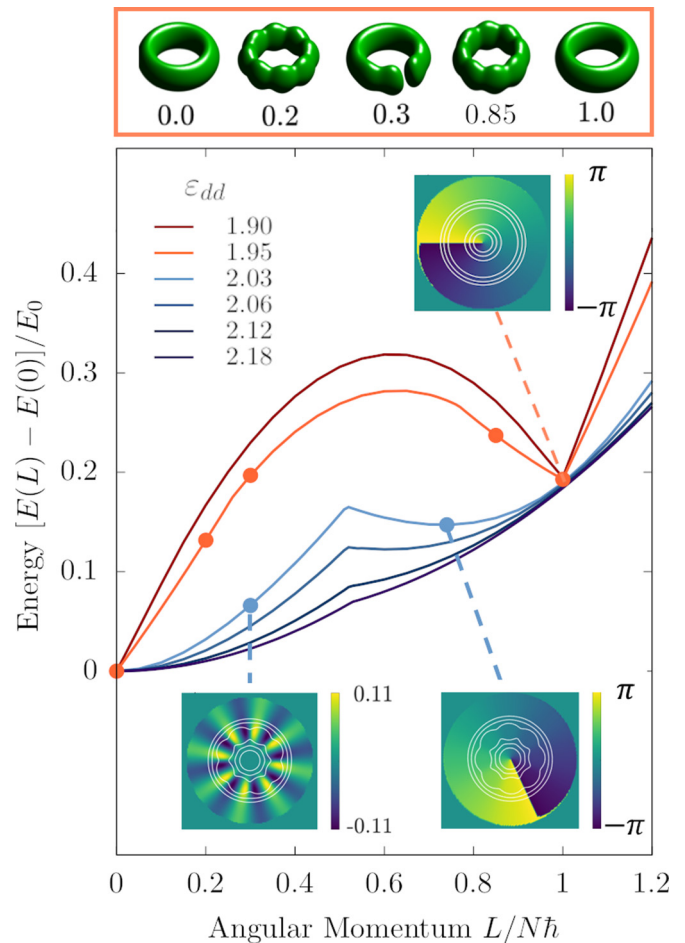 0.0 0.2 0.3 0.85 1.0
ε_dd
1.90
1.95
2.03
2.06
2.12
2.18
π
−π
0.4
0.3
0.2
0.1
0
Energy [E(L) − E(0)]/E₀
0.11
-0.11
π
−π
0 0.2 0.4 0.6 0.8 1 1.2
Angular Momentum L/Nħ